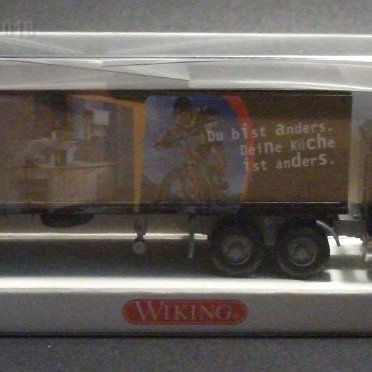 Du bist anders.
Deine Küche
ist anders.
WIKING